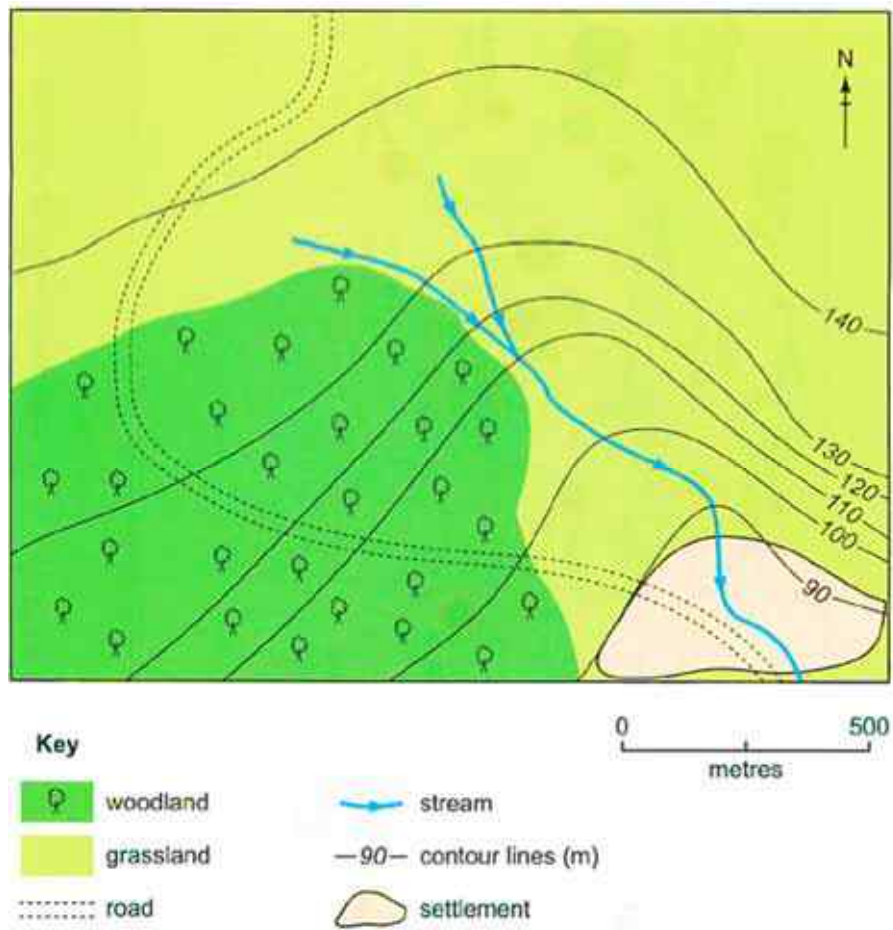 N
140
130
120
110
100
90
0 500
metres
Key
woodland
grassland
road
stream
–90– contour lines (m)
settlement